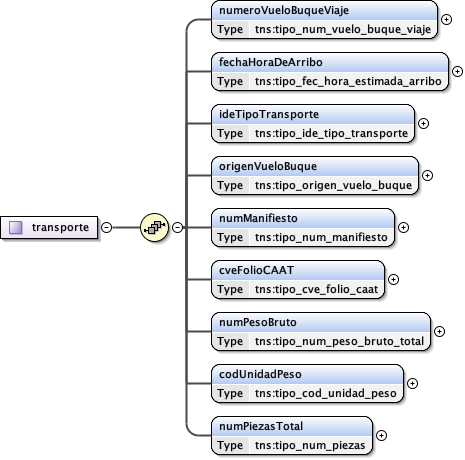 numeroVueloBuqueViaje
Type tns:tipo_num_vuelo_buque_viaje
fechaHoraDeArribo
Type tns:tipo_fec_hora_estimada_arribo
ideTipoTransporte
Type tns:tipo_ide_tipo_transporte
origenVueloBuque
Type tns:tipo_origen_vuelo_buque
numManifiesto
Type tns:tipo_num_manifiesto
transporte
cveFolioCAAT
Type tns:tipo_cve_folio_caat
numPesoBruto
Type tns:tipo_num_peso_bruto_total
codUnidadPeso
Type tns:tipo_cod_unidad_peso
numPiezasTotal
Type tns:tipo_num_piezas